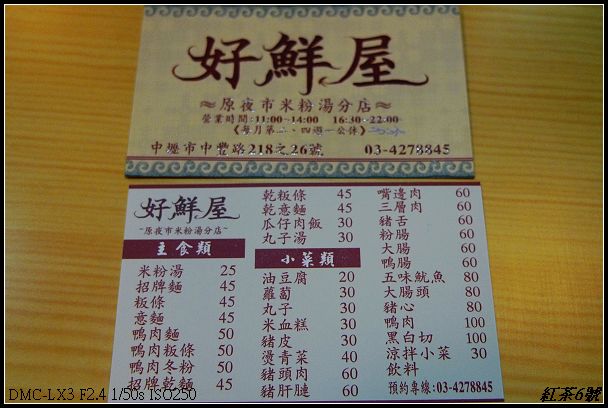 好鮮屋
≈原夜市米粉湯分店≈
營業時間:11:00~14:00 16:30~22:00
《每月第二、四週一公休》
中壢市中豐路218之26號 03-4278845
好鮮屋
~原夜市米粉湯分店~
主食類
米粉湯 25
招牌麵 45
粄條 45
意麵 45
鴨肉麵 50
鴨肉粄條 50
鴨肉冬粉 50
招牌乾麵 45
乾粄條 45
乾意麵 45
瓜仔肉飯 30
丸子湯 30
小菜類
油豆腐 20
蘿蔔 30
丸子 30
米血糕 30
豬皮 30
燙青菜 40
豬頭肉 60
豬肝腱 60
嘴邊肉 60
三層肉 60
豬舌 60
粉腸 60
大腸 60
鴨腸 60
五味魷魚 80
大腸頭 80
豬心 80
鴨肉 100
黑白切 100
涼拌小菜 30
飲料
預約專線:03-4278845
DMC-LX3 F2.4 1/50s ISO250
紅茶6號